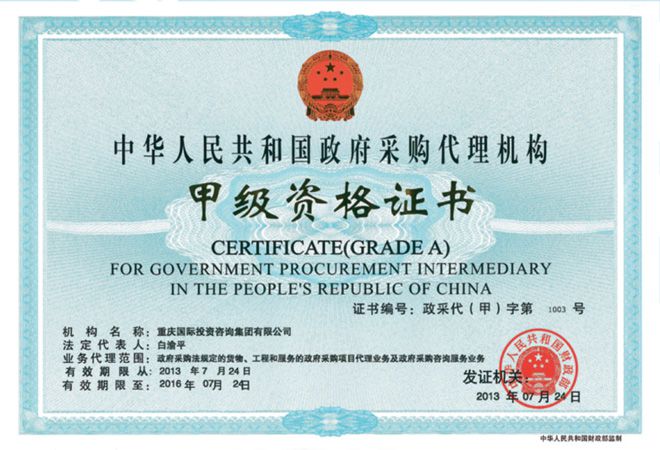 中华人民共和国政府采购代理机构
甲级资格证书
CERTIFICATE(GRADE A)
FOR GOVERNMENT PROCUREMENT INTERMEDIARY
IN THE PEOPLE'S REPUBLIC OF CHINA
证书编号：政采代（甲）字第 1003 号
机构名称：重庆国际投资咨询集团有限公司
法定代表人：白渝平
业务代理范围：政府采购法规定的货物、工程和服务的政府采购项目代理业务及政府采购咨询服务业务
有效期限从：2013 年 7 月 24日
有效期限至：2016 年 07月 24日
中华人民共和国财政部
发证机关：
2013 年 07 月 24 日
中华人民共和国财政部监制